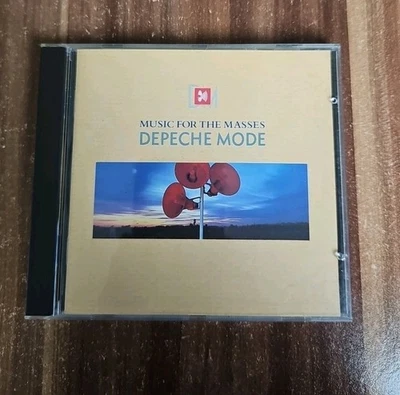 MUSIC FOR THE MASSES
DEPECHE MODE